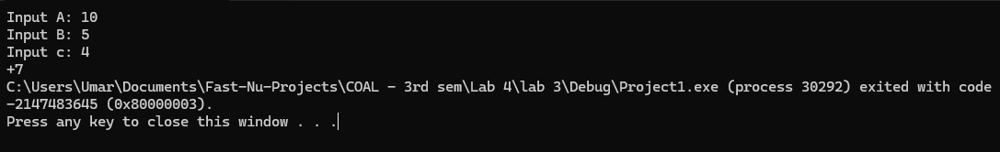 Input A: 10
Input B: 5
Input c: 4
+7
C:\Users\Umar\Documents\Fast-Nu-Projects\COAL - 3rd sem\Lab 4\lab 3\Debug\Project1.exe (process 30292) exited with code
-2147483645 (0x80000003).
Press any key to close this window . . .